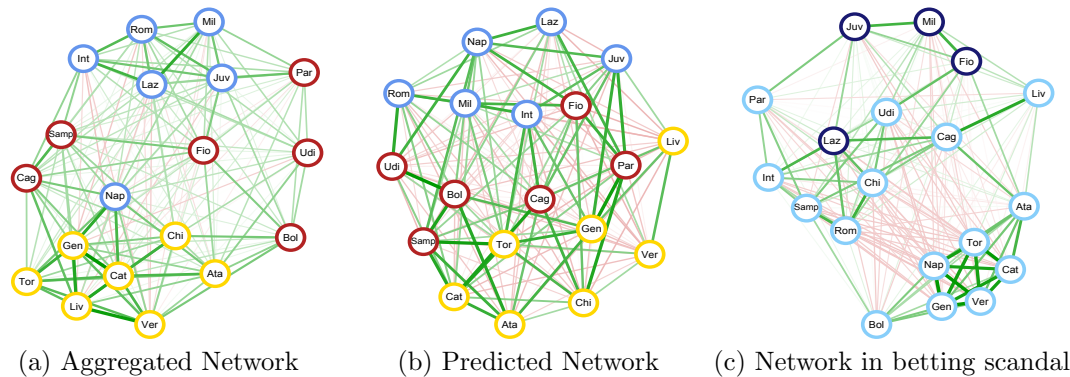 Mil
Rom
Int
Juv
Laz
Par
Samp
Fio
Udi
Cag
Nap
Chi
Bol
Gen
Cat
Ata
Tor
Liv
Ver
(a) Aggregated Network
Laz
Nap
Juv
Rom
Mil
Fio
Int
Liv
Udi
Par
Bol
Cag
Gen
Samp
Tor
Ver
Cat
Chi
Ata
(b) Predicted Network
Juv
Mil
Fio
Liv
Par
Udi
Cag
Laz
Int
Chi
Samp
Ata
Rom
Tor
Nap
Cat
Ver
Gen
Bol
(c) Network in betting scandal